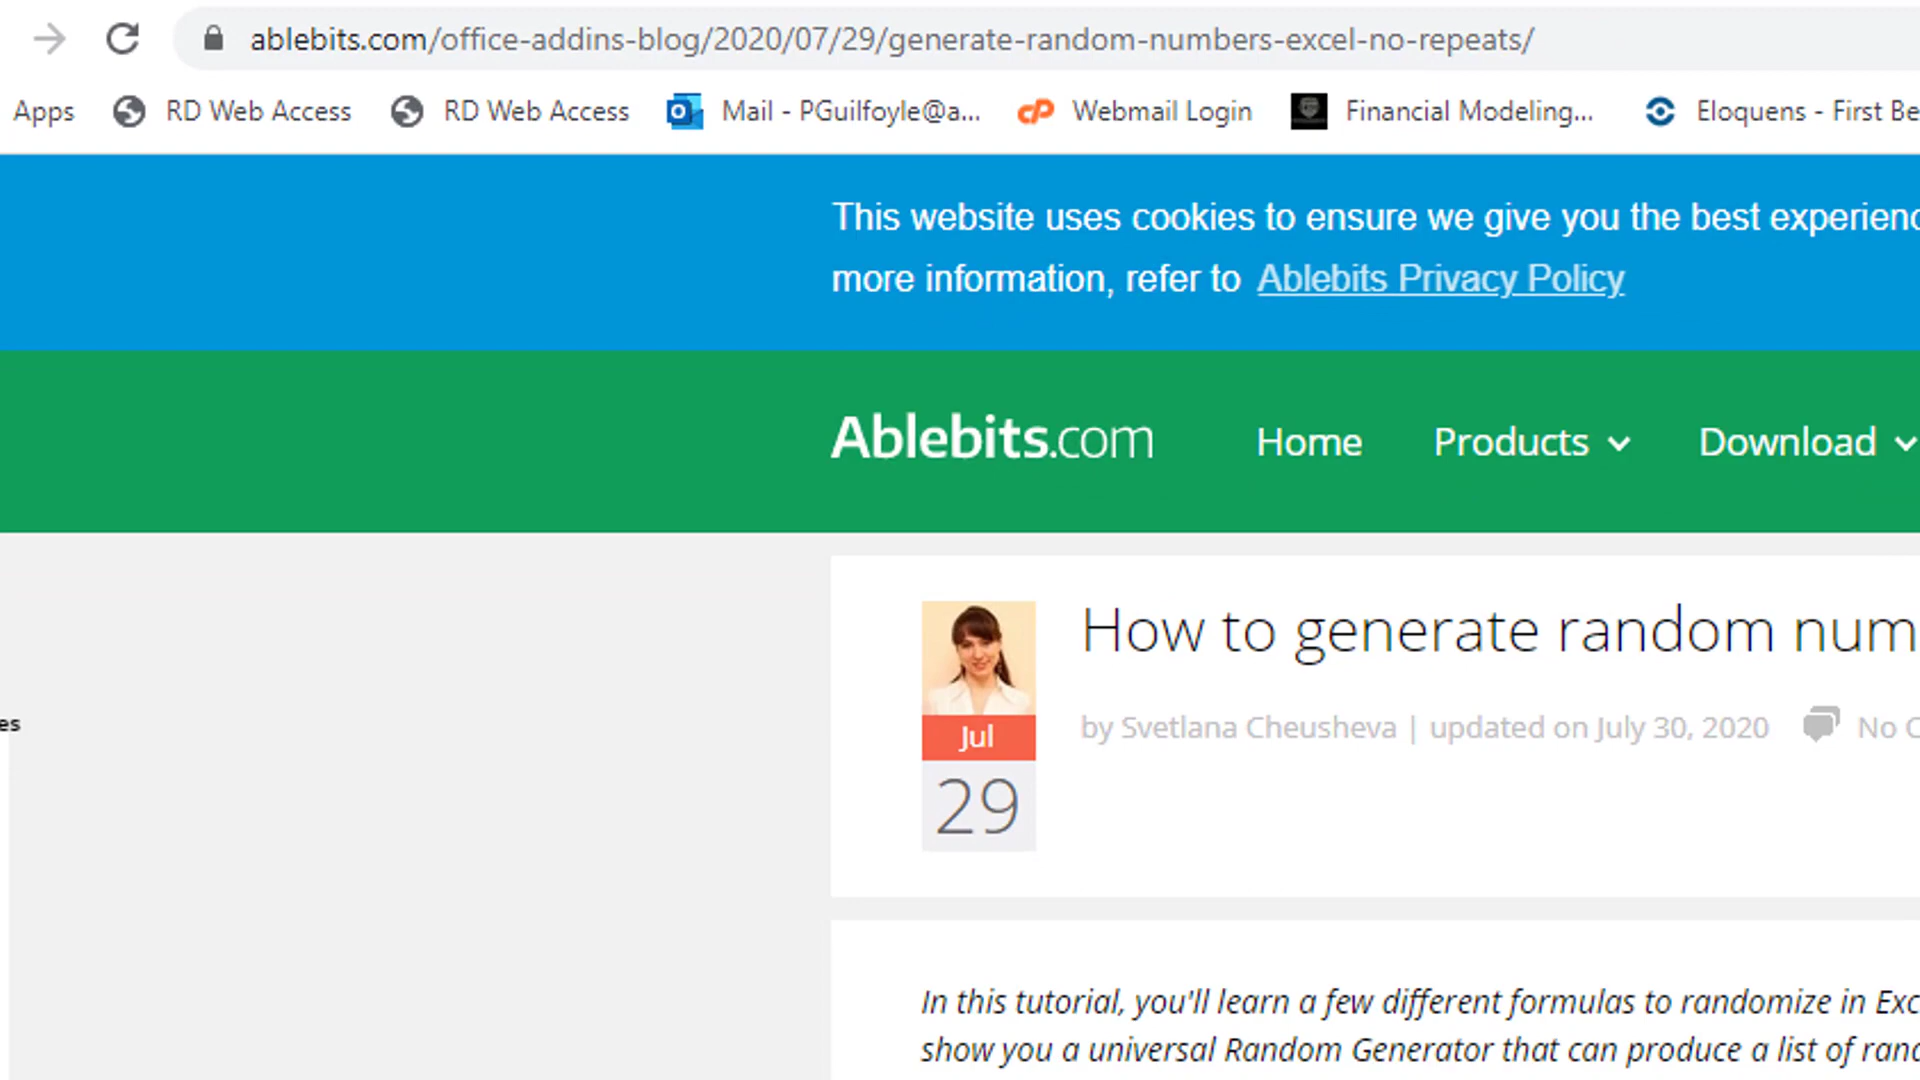 ablebits.com/office-addins-blog/2020/07/29/generate-random-numbers-excel-no-repeats/
Apps RD Web Access RD Web Access Mail - PGuilfoyle@a... Webmail Login Financial Modeling... Eloquens - First Be
This website uses cookies to ensure we give you the best experienc
more information, refer to Ablebits Privacy Policy
Ablebits.com Home Products Download
How to generate random num
by Svetlana Cheusheva | updated on July 30, 2020 No C
Jul
29
es
In this tutorial, you'll learn a few different formulas to randomize in Exc
show you a universal Random Generator that can produce a list of rand